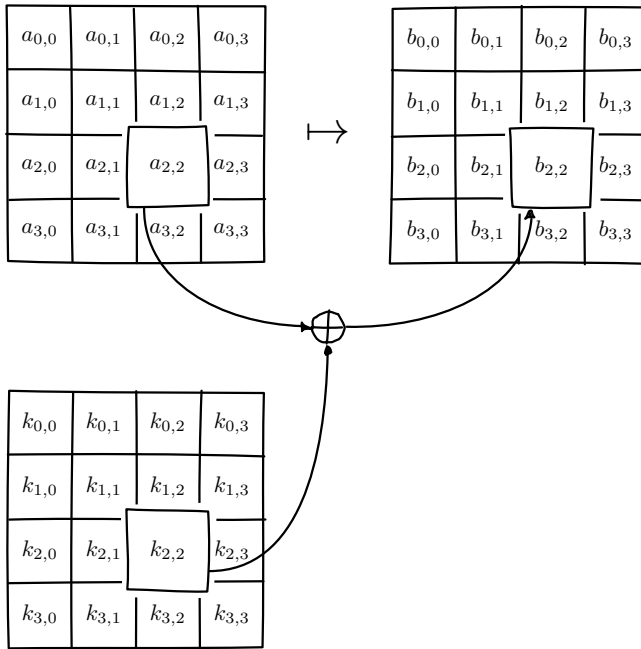 a_{0,0} a_{0,1} a_{0,2} a_{0,3} b_{0,0} b_{0,1} b_{0,2} b_{0,3}
a_{1,0} a_{1,1} a_{1,2} a_{1,3} b_{1,0} b_{1,1} b_{1,2} b_{1,3}
↦
a_{2,0} a_{2,1} a_{2,2} a_{2,3} b_{2,0} b_{2,1} b_{2,2} b_{2,3}
a_{3,0} a_{3,1} a_{3,2} a_{3,3} b_{3,0} b_{3,1} b_{3,2} b_{3,3}
⊕
k_{0,0} k_{0,1} k_{0,2} k_{0,3}
k_{1,0} k_{1,1} k_{1,2} k_{1,3}
k_{2,0} k_{2,1} k_{2,2} k_{2,3}
k_{3,0} k_{3,1} k_{3,2} k_{3,3}